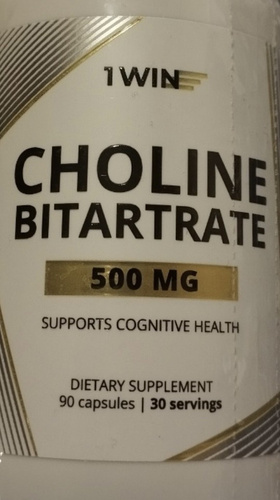 1WIN
CHOLINE
BITARTRATE
500 MG
SUPPORTS COGNITIVE HEALTH
DIETARY SUPPLEMENT
90 capsules | 30 servings